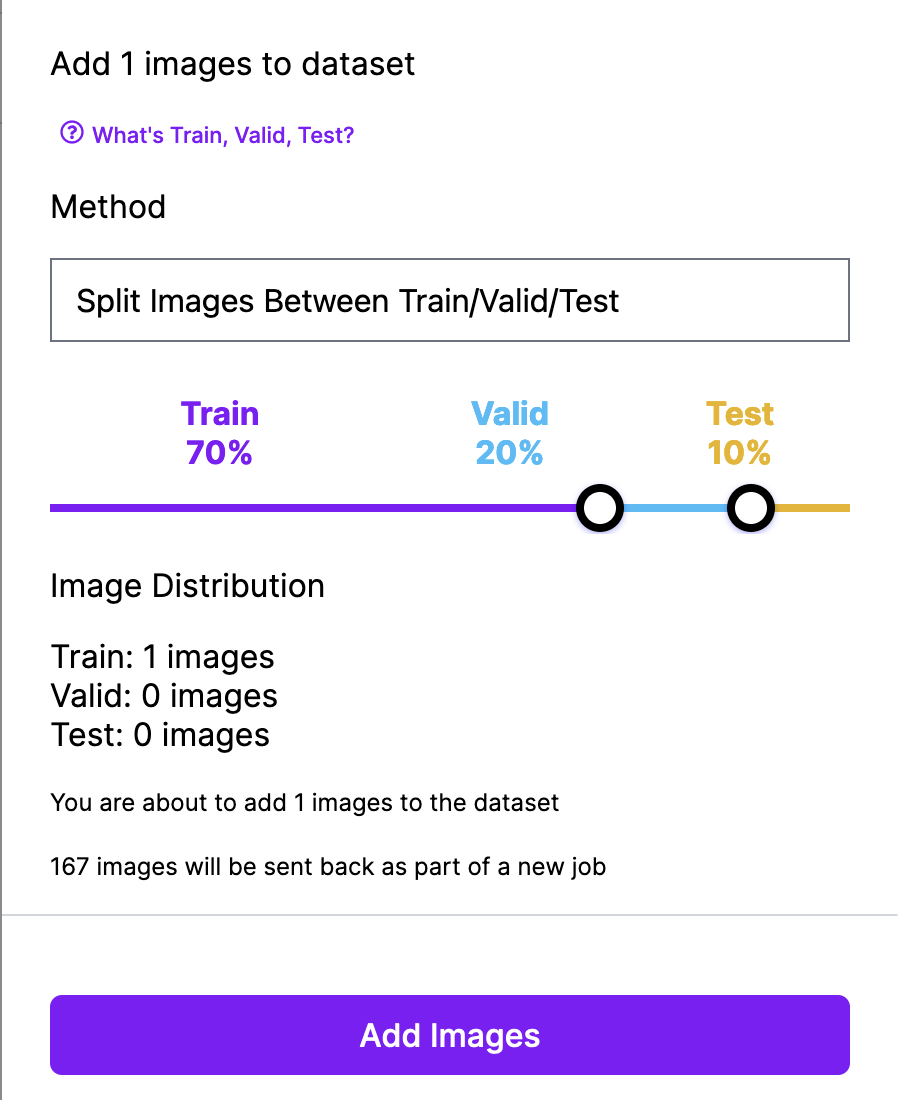 Add 1 images to dataset
What's Train, Valid, Test?
Method
Split Images Between Train/Valid/Test
Train Valid Test
70% 20% 10%
Image Distribution
Train: 1 images
Valid: 0 images
Test: 0 images
You are about to add 1 images to the dataset
167 images will be sent back as part of a new job
Add Images